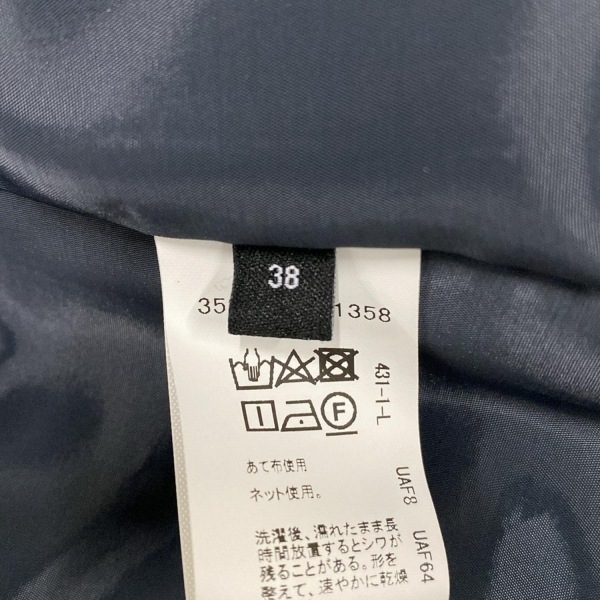 38
35
1358
F
431-1-L
あて布使用
ネット使用。
UAF8 UAF64
洗濯後、濡れたまま長
時間放置するとシワが
残ることがある。形を
整えて、速やかに乾燥